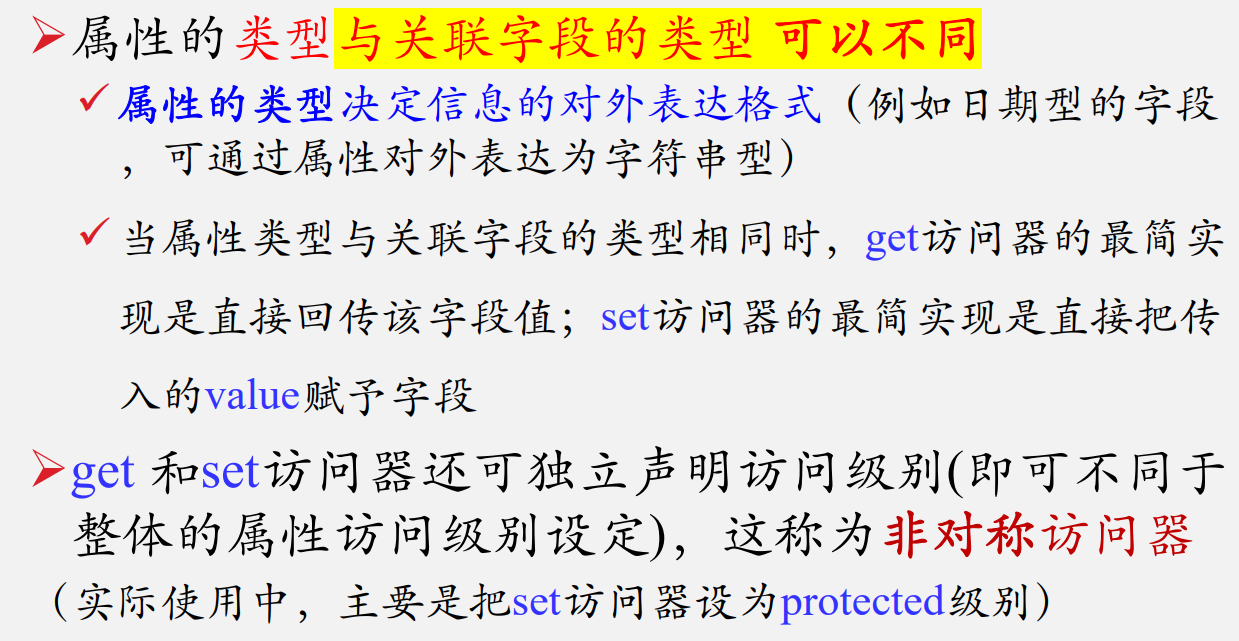 ➢属性的类型与关联字段的类型 可以不同
✓属性的类型决定信息的对外表达格式（例如日期型的字段
，可通过属性对外表达为字符串型）
✓当属性类型与关联字段的类型相同时，get访问器的最简实
现是直接回传该字段值；set访问器的最简实现是直接把传
入的value赋予字段
➢get 和set访问器还可独立声明访问级别(即可不同于
整体的属性访问级别设定)，这称为非对称访问器
（实际使用中，主要是把set访问器设为protected级别）